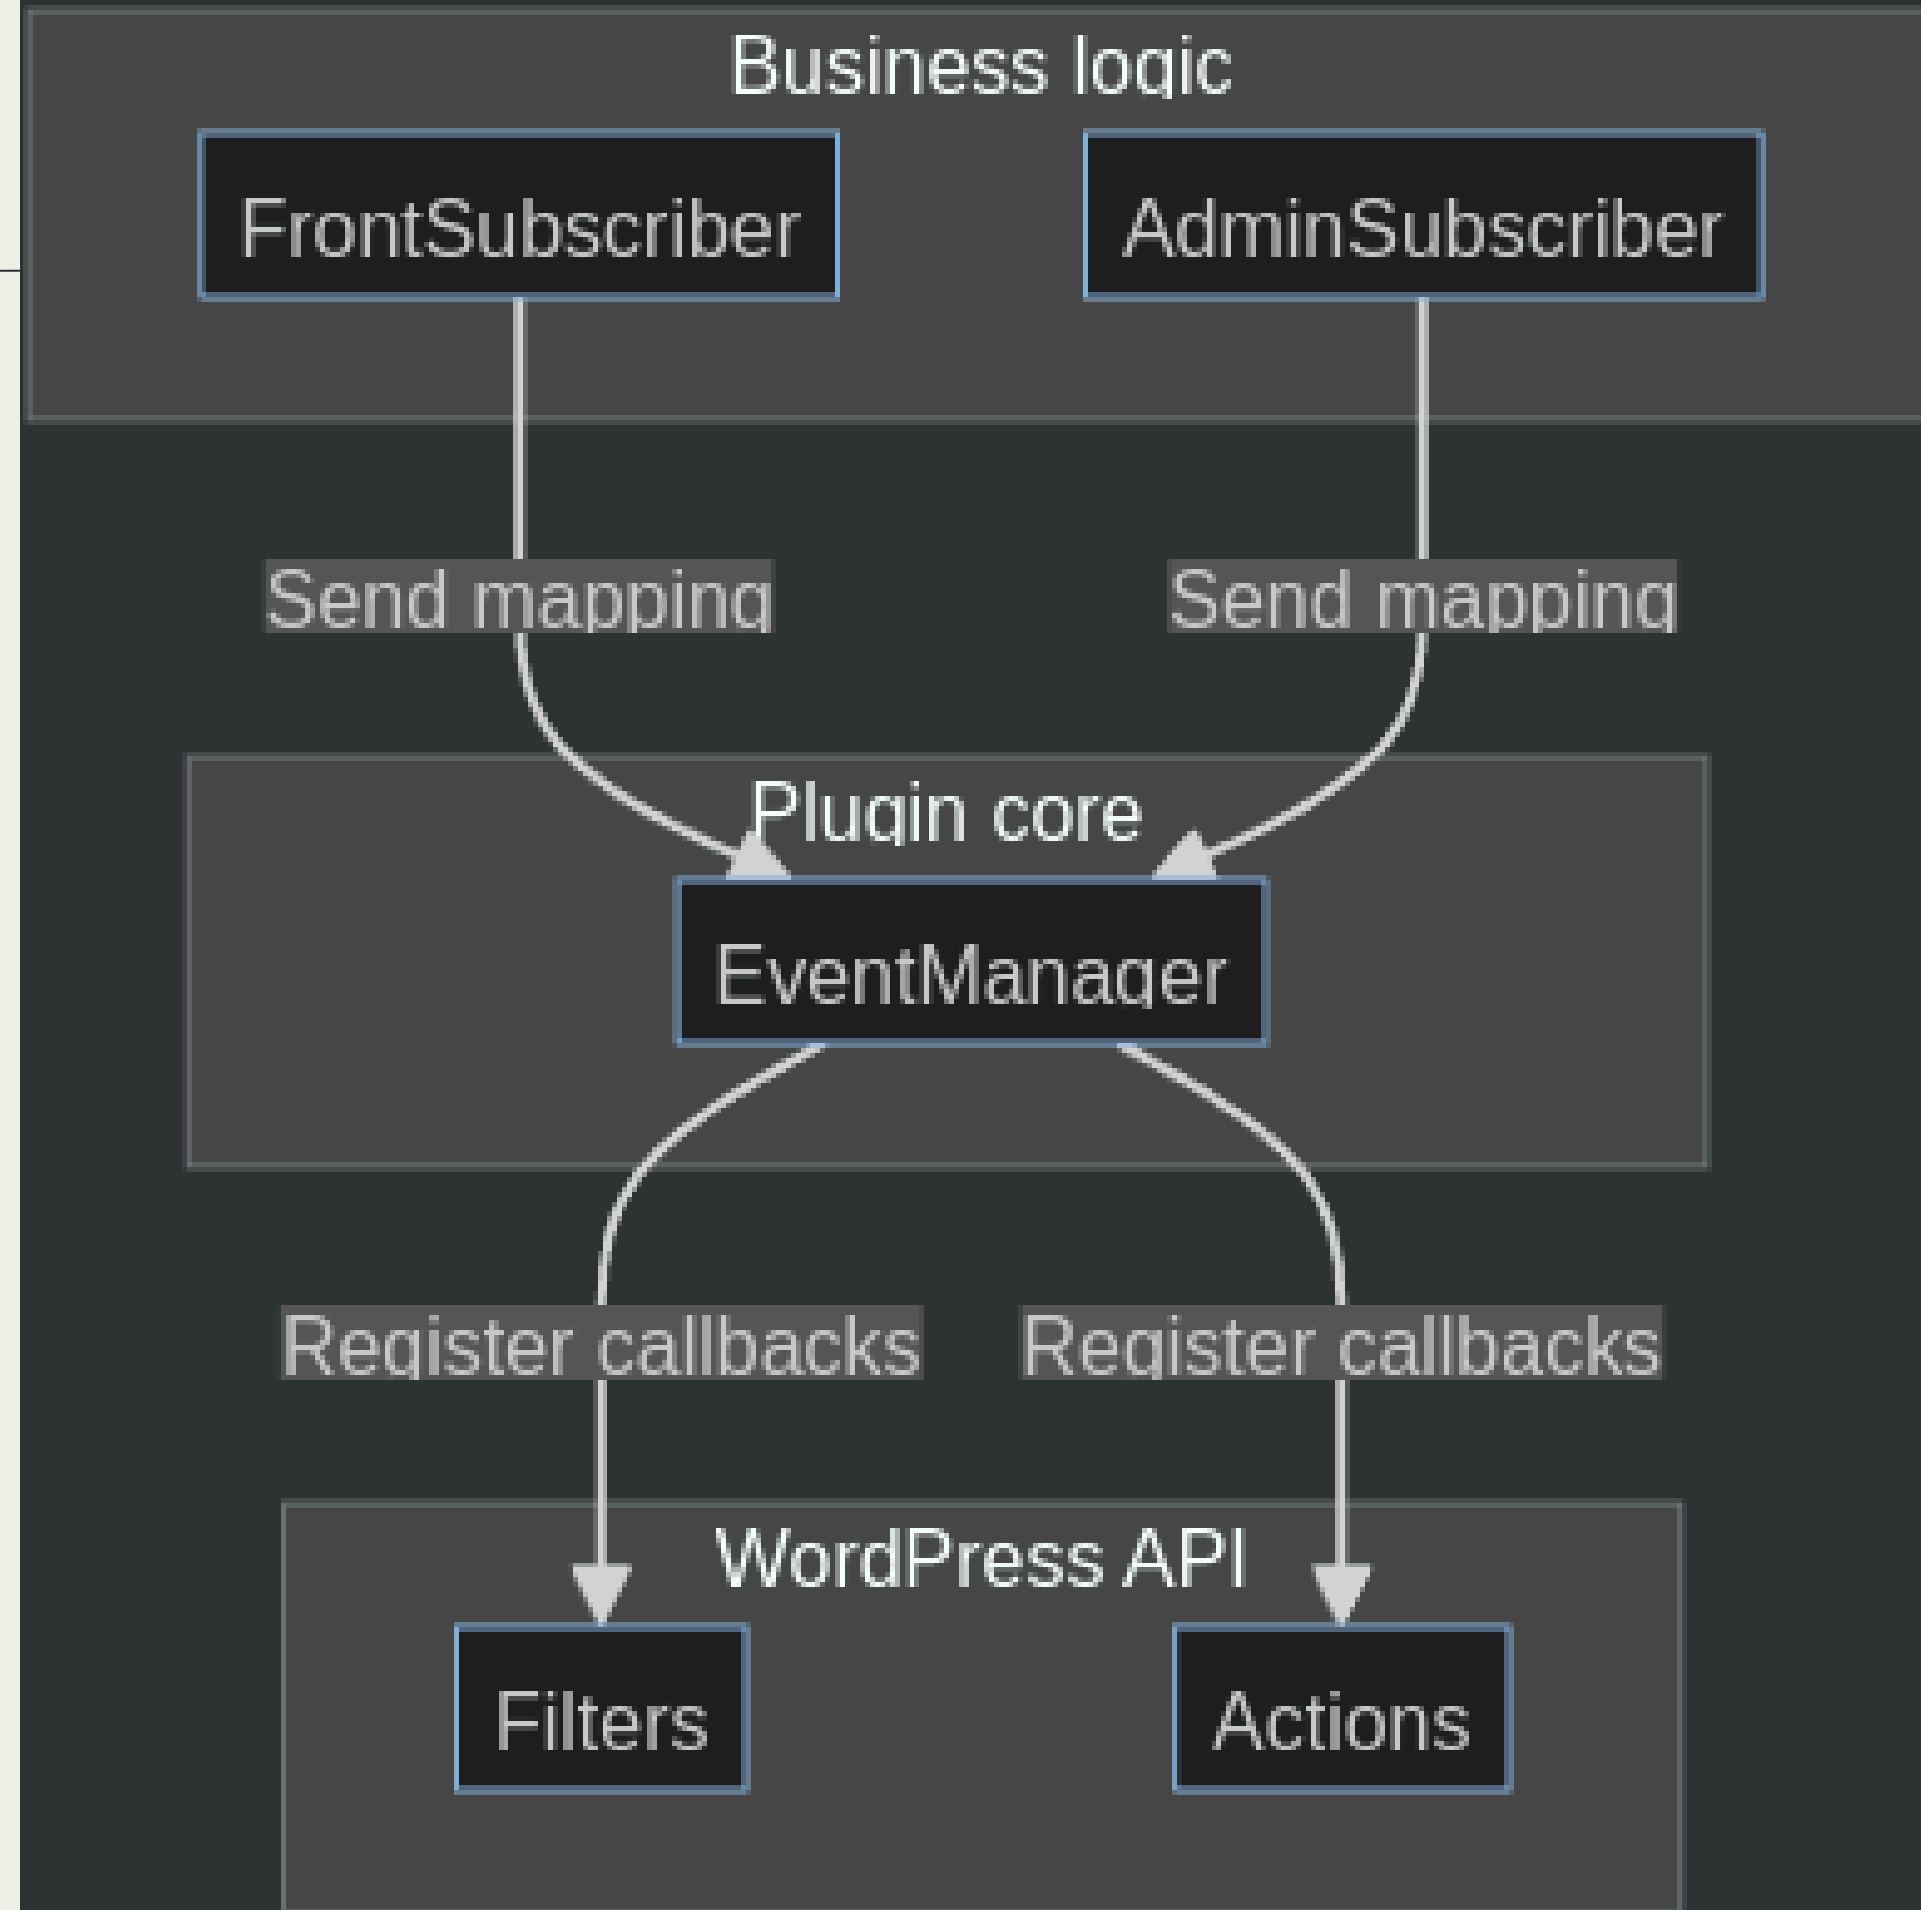 Business logic
FrontSubscriber
AdminSubscriber
Send mapping
Send mapping
Plugin core
EventManager
Register callbacks
Register callbacks
WordPress API
Filters
Actions